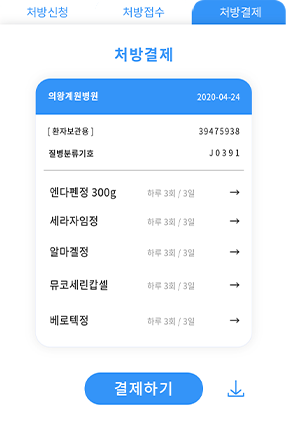 처방신청 처방접수 처방결제
처방결제
의왕계원병원 2020-04-24
[ 환자보관용 ] 39475938
질병분류기호 J0391
엔다펜정 300g 하루 3회 / 3일 →
세라자임정 하루 3회 / 3일 →
알마겔정 하루 3회 / 3일 →
뮤코세린캅셀 하루 3회 / 3일 →
베로텍정 하루 3회 / 3일 →
결제하기